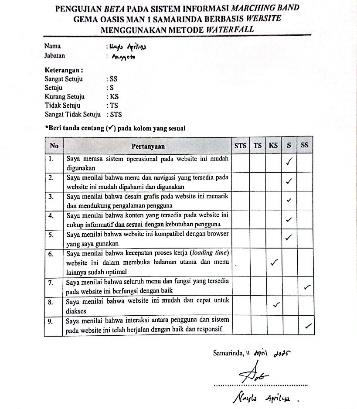 PENGUJIAN BETA PADA SISTEM INFORMASI MARCHING BAND
GEMA OASIS MAN 1 SAMARINDA BERBASIS WEBSITE
MENGGUNAKAN METODE WATERFALL
Nama : Nayla Aprilya
Jabatan : Anggota
Keterangan :
Sangat Setuju : SS
Setuju : S
Kurang Setuju : KS
Tidak Setuju : TS
Sangat Tidak Setuju : STS
*Beri tanda centang (✓) pada kolom yang sesuai
No Pertanyaan STS TS KS S SS
1. Saya merasa sistem operasional pada website ini mudah
digunakan ✓
2. Saya menilai bahwa menu dan navigasi yang tersedia pada
website ini mudah dipahami dan digunakan ✓
3. Saya menilai bahwa desain grafis pada website ini menarik
dan mendukung pengalaman pengguna ✓
4. Saya menilai bahwa konten yang tersedia pada website ini
cukup informatif dan sesuai dengan kebutuhan pengguna ✓
5. Saya menilai bahwa website ini kompatibel dengan browser
yang saya gunakan ✓
6. Saya menilai bahwa kecepatan proses kerja (loading time)
website ini dalam membuka halaman utama dan menu
lainnya sudah optimal ✓
7. Saya menilai bahwa seluruh menu dan fungsi yang tersedia
pada website ini berfungsi dengan baik ✓
8. Saya menilai bahwa website ini mudah dan cepat untuk
diakses ✓
9. Saya menilai bahwa interaksi antara pengguna dan sistem
pada website ini telah berjalan dengan baik dan responsif ✓
Samarinda, April 2025
Nayla Aprilya